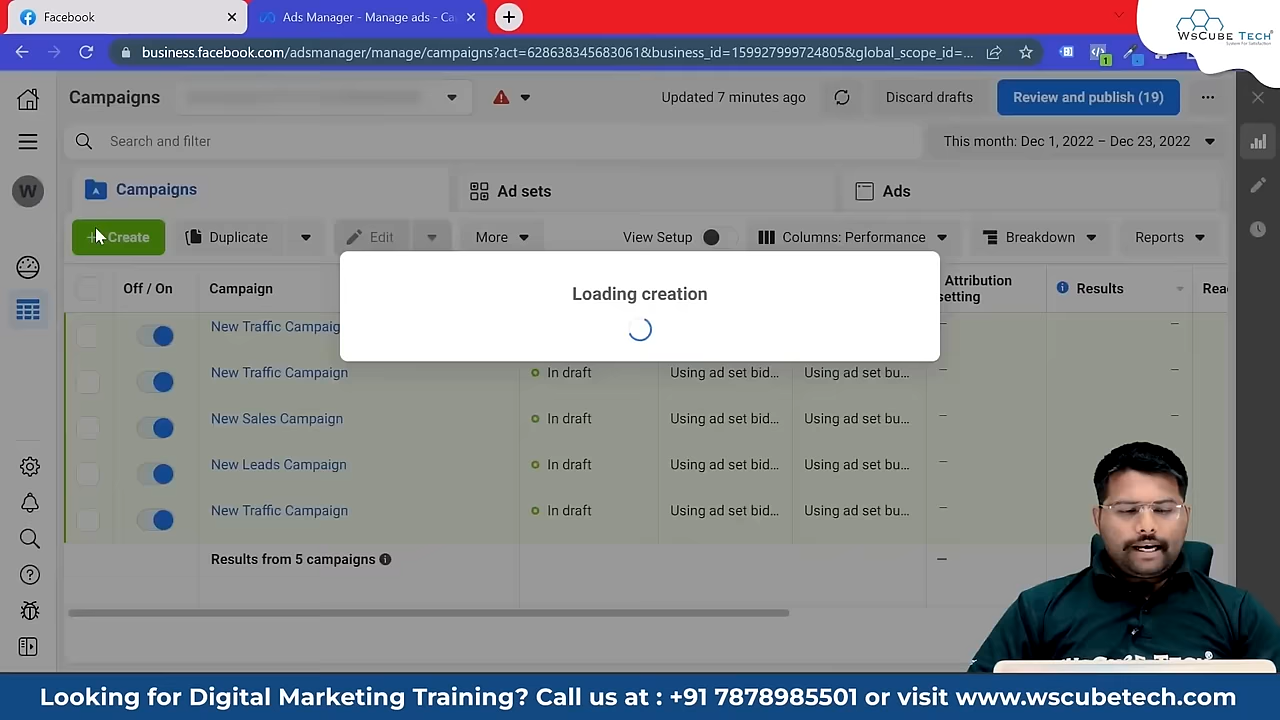 Facebook
Ads Manager - Manage ads - Ca
WSCUBE TECH
business.facebook.com/adsmanager/manage/campaigns?act=628635345683061&business_id=159927999724805&global_scope_id=...
Campaigns
Updated 7 minutes ago
Discard drafts
Review and publish (19)
Search and filter
This month: Dec 1, 2022 – Dec 23, 2022
W
Campaigns
Ad sets
Ads
+ Create
Duplicate
Edit
More
View Setup
Columns: Performance
Breakdown
Reports
Off / On
Campaign
Attribution
setting
Results
Rea
Loading creation
New Traffic Campaig
New Traffic Campaign
In draft
Using ad set bid...
Using ad set bu...
New Sales Campaign
In draft
Using ad set bid...
Using ad set bu...
New Leads Campaign
In draft
Using ad set bid...
Using ad set bu...
New Traffic Campaign
In draft
Using ad set bid...
Using ad set bu...
Results from 5 campaigns
Looking for Digital Marketing Training? Call us at : +91 7878985501 or visit www.wscubetech.com